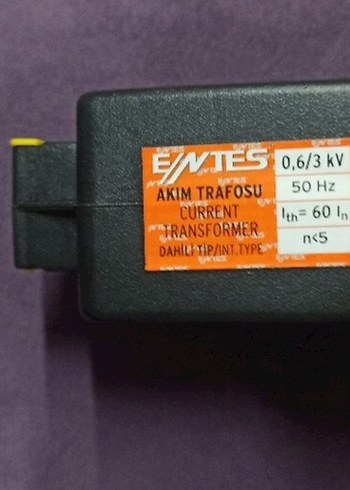 ENTES
0,6/3 kV
AKIM TRAFOSU
50 Hz
CURRENT
Ith= 60 In
TRANSFORMER
n<5
DAHİLİ TİP/INT.TYPE